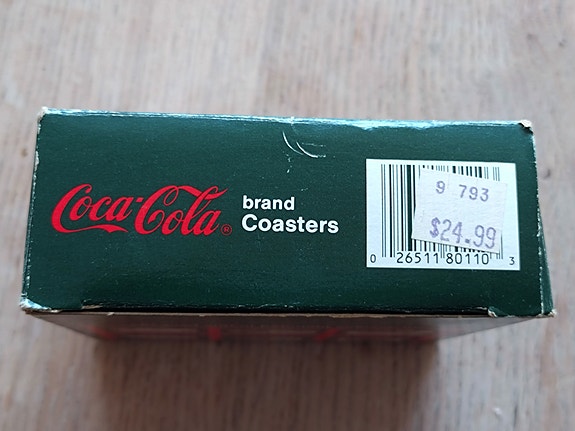 Coca-Cola®
brand
Coasters
9 793
$24.99
0 26511 80110 3